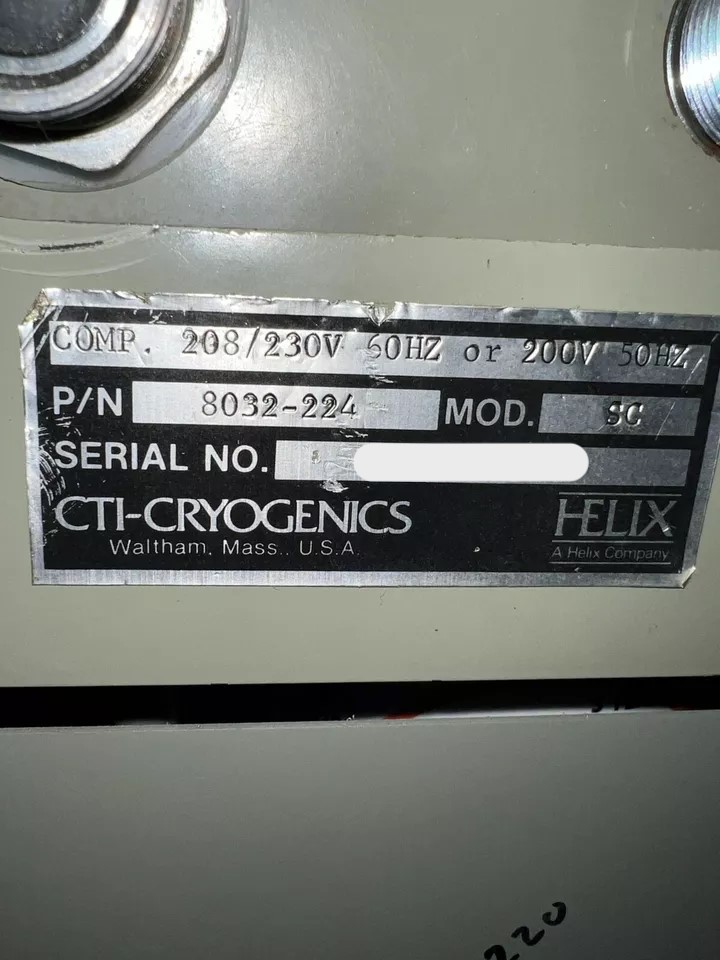 COMP. 208/230V 60HZ or 200V 50HZ
P/N 8032-224 MOD. SC
SERIAL NO.
CTI-CRYOGENICS HELIX
Waltham, Mass., U.S.A. A Helix Company
220